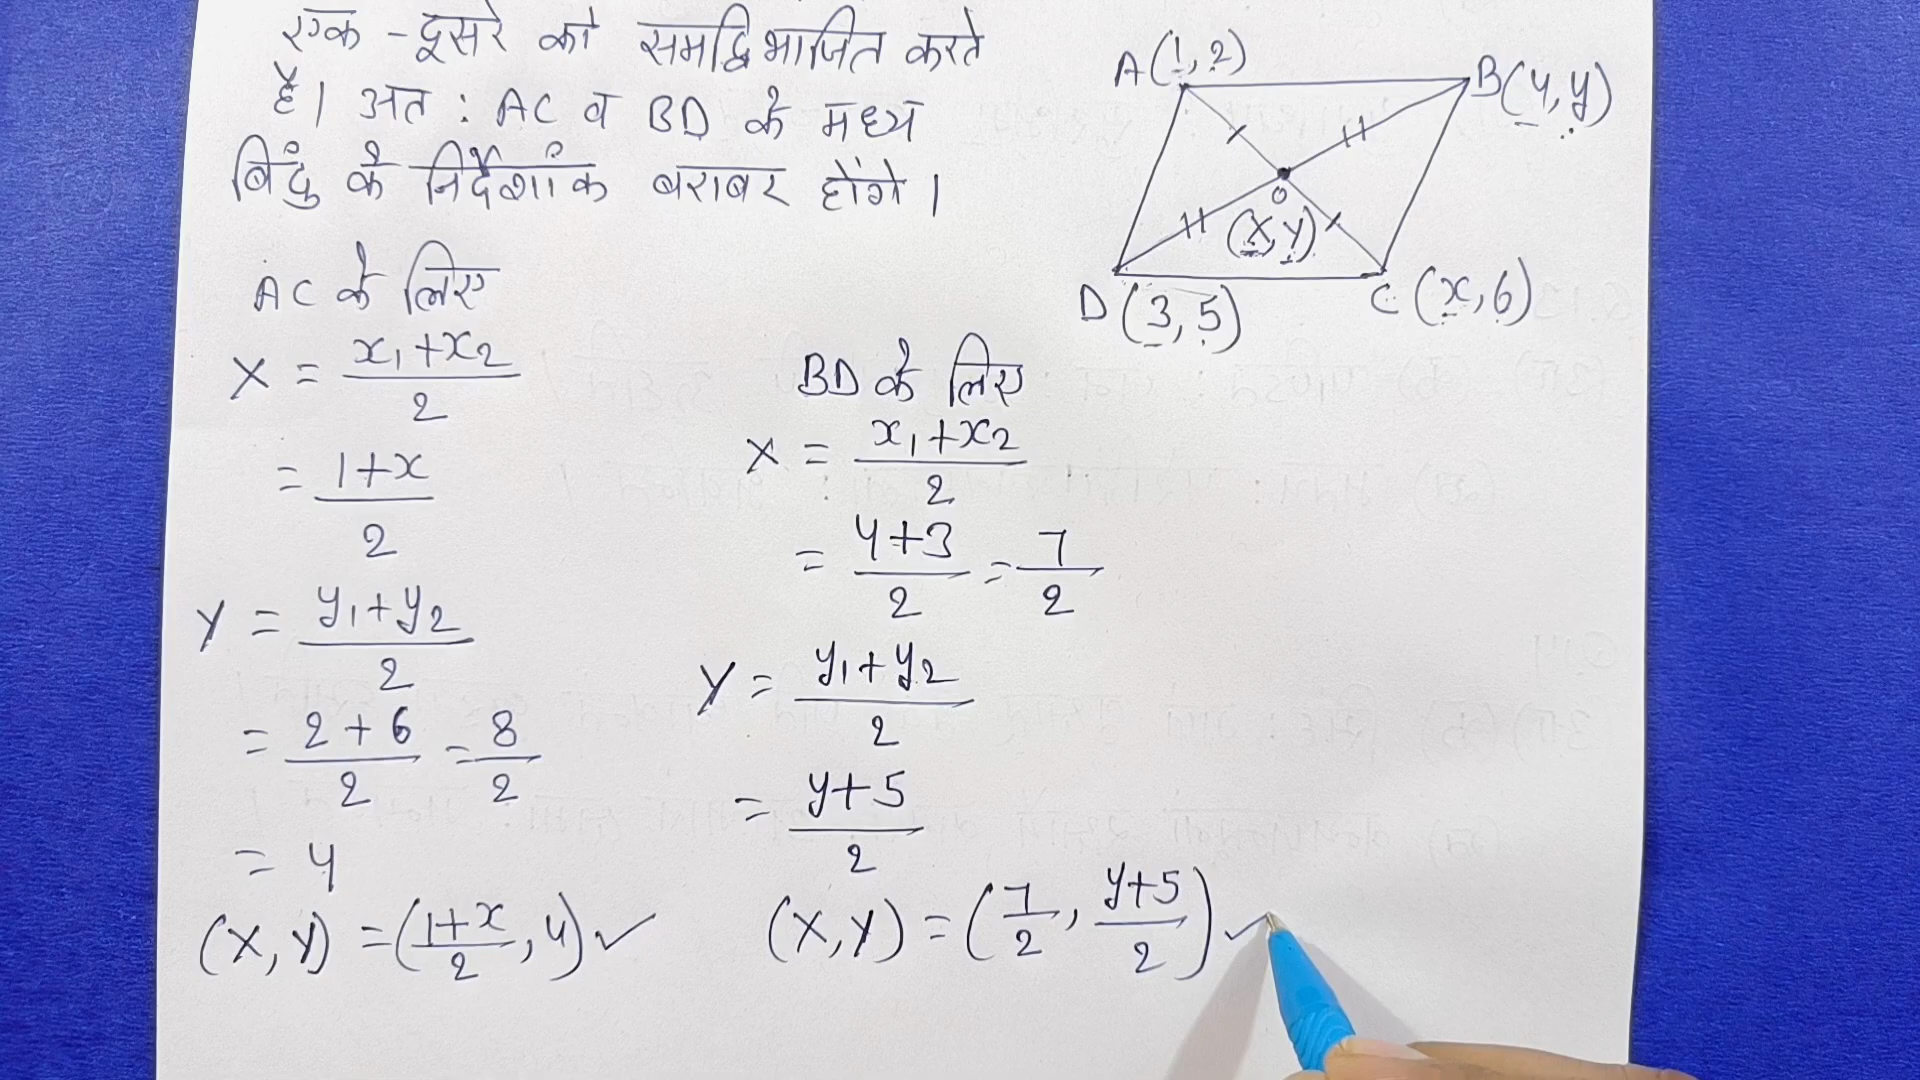 एक-दूसरे को समद्विभाजित करते
है। अत: AC व BD के मध्य
बिंदु के निर्देशांक बराबर होंगे।
A(1,2)
B(4,y)
O
(X,Y)
D(3,5)
C(x,6)
AC के लिए
X = x₁+x₂/2
= 1+x/2
Y = y₁+y₂/2
= 2+6/2 = 8/2
= 4
(X,Y) = (1+x/2, 4) ✓
BD के लिए
X = x₁+x₂/2
= 4+3/2 = 7/2
Y = y₁+y₂/2
= y+5/2
(X,Y) = (7/2, y+5/2) ✓